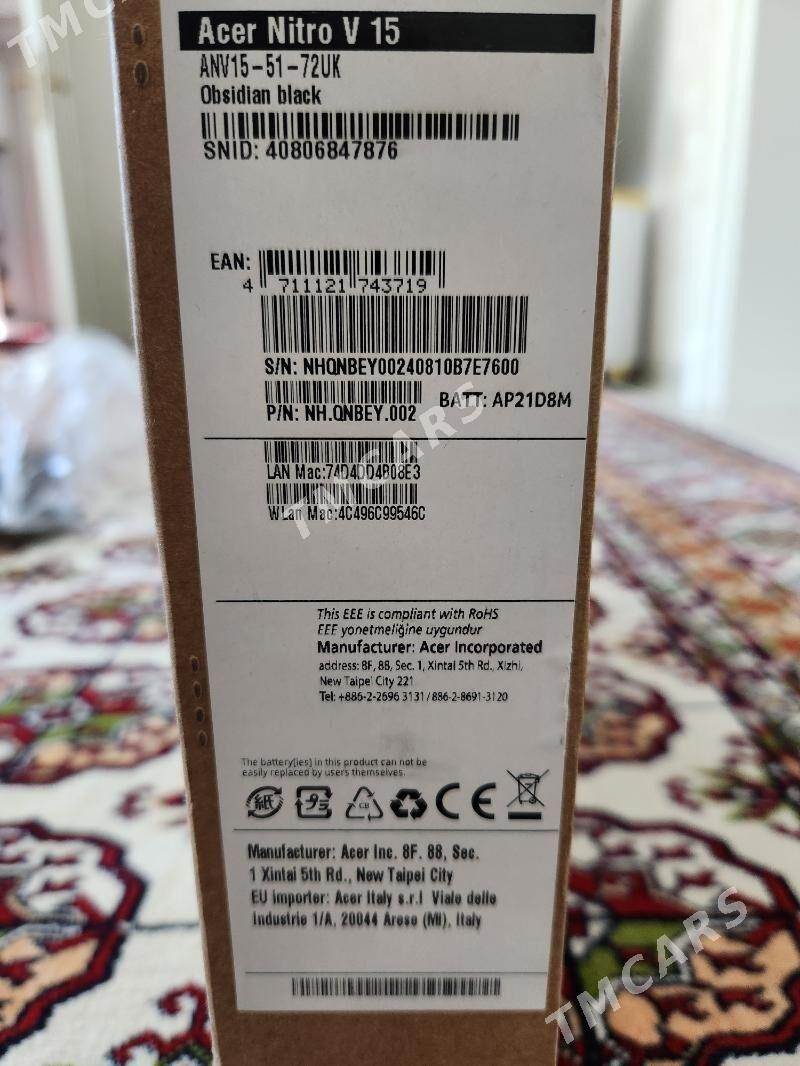 TMCARS
Acer Nitro V 15
ANV15-51-72UK
Obsidian black
SNID: 40806847876
EAN:
4 711121 743719
S/N: NHQNBEY00240810B7E7600
P/N: NH.QNBEY.002
BATT: AP21D8M
TMCARS
LAN Mac:74D4DD4B08E3
WLan Mac:4C496C99546C
This EEE is compliant with RoHS
EEE yonetmeliğine uygundur
Manufacturer: Acer Incorporated
address: 8F, 88, Sec. 1, Xintai 5th Rd., Xizhi,
New Taipei City 221
Tel: +886-2-2696 3131 / 886-2-8691-3120
The battery[ies] in this product can not be
easily replaced by users themselves.
紙 プラ CB CE
Manufacturer: Acer Inc. 8F. 88, Sec.
1 Xintai 5th Rd., New Taipei City
EU importer: Acer Italy s.r.l Viale delle
Industrie 1/A, 20044 Arese (MI), Italy
TMCARS